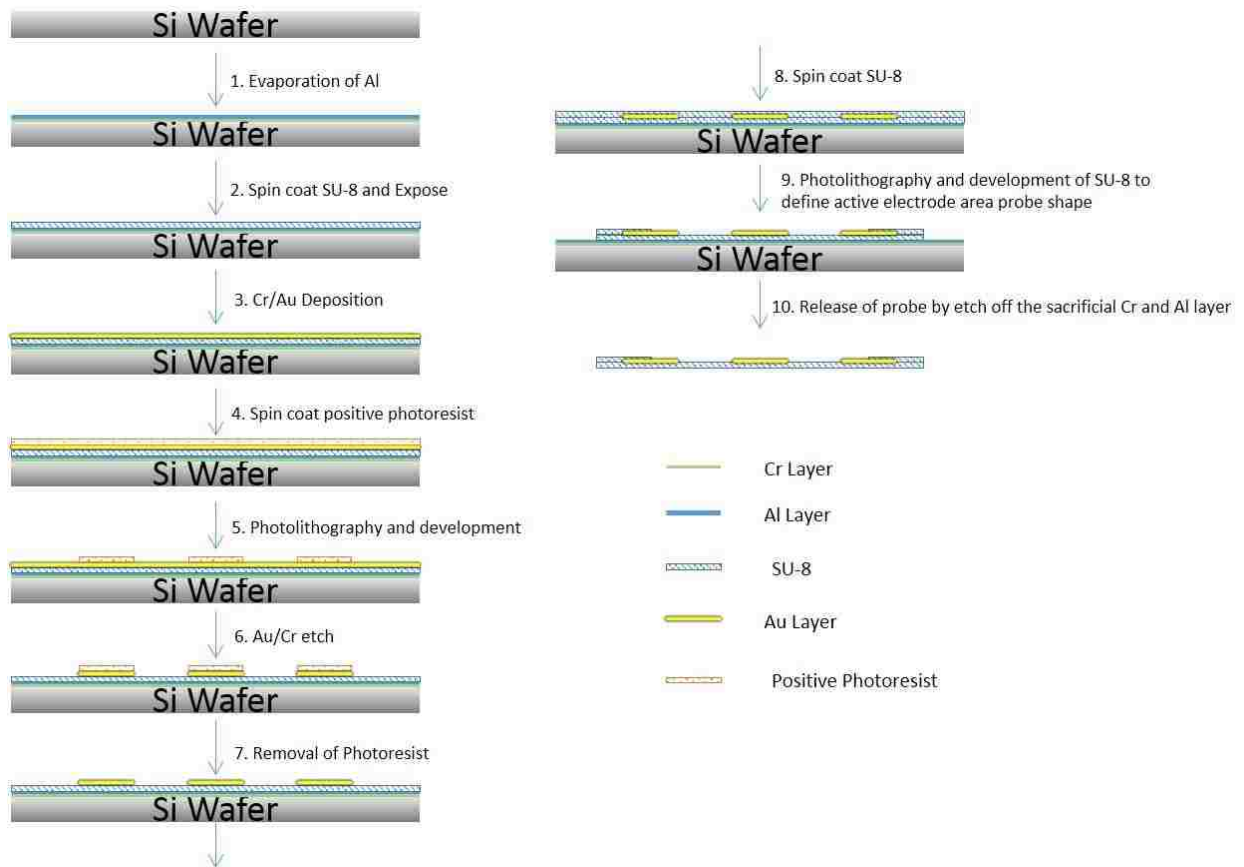 Si Wafer
1. Evaporation of Al
Si Wafer
2. Spin coat SU-8 and Expose
Si Wafer
3. Cr/Au Deposition
Si Wafer
4. Spin coat positive photoresist
Si Wafer
5. Photolithography and development
Si Wafer
6. Au/Cr etch
Si Wafer
7. Removal of Photoresist
Si Wafer
8. Spin coat SU-8
Si Wafer
9. Photolithography and development of SU-8 to
define active electrode area probe shape
Si Wafer
10. Release of probe by etch off the sacrificial Cr and Al layer
Cr Layer
Al Layer
SU-8
Au Layer
Positive Photoresist